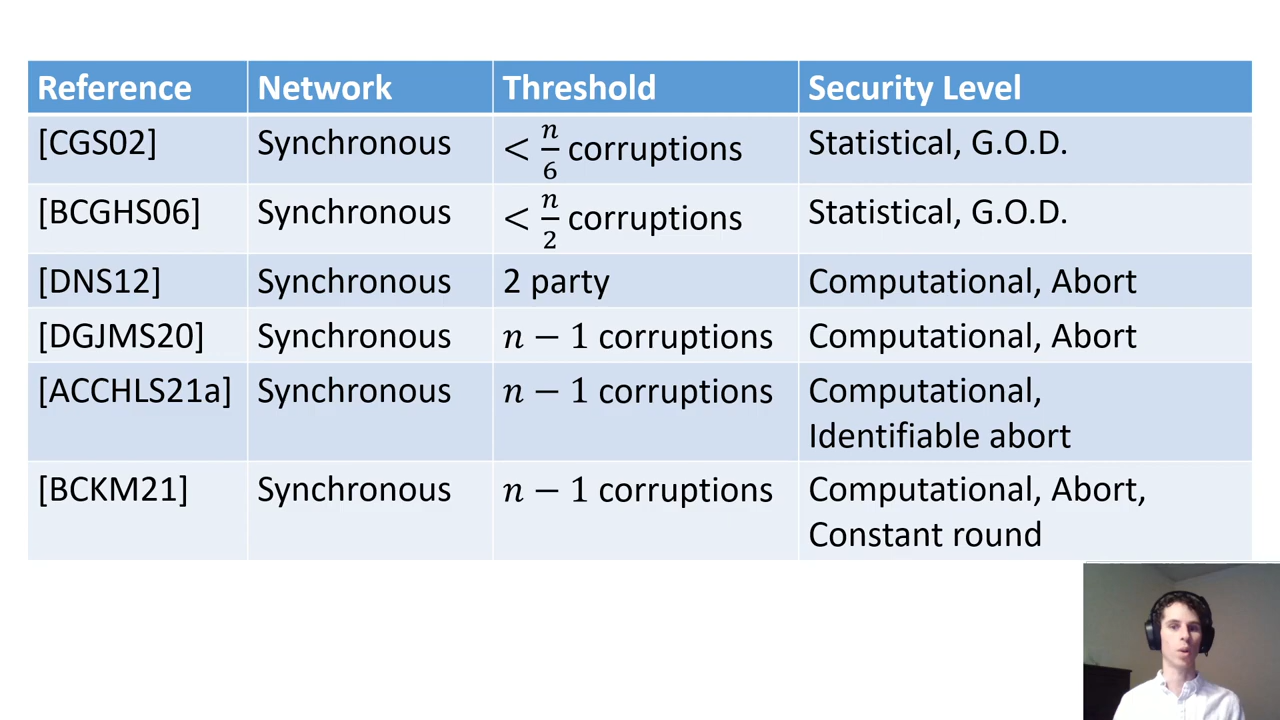 Reference Network Threshold Security Level
[CGS02] Synchronous < n/6 corruptions Statistical, G.O.D.
[BCGHS06] Synchronous < n/2 corruptions Statistical, G.O.D.
[DNS12] Synchronous 2 party Computational, Abort
[DGJMS20] Synchronous n − 1 corruptions Computational, Abort
[ACCHLS21a] Synchronous n − 1 corruptions Computational,
Identifiable abort
[BCKM21] Synchronous n − 1 corruptions Computational, Abort,
Constant round